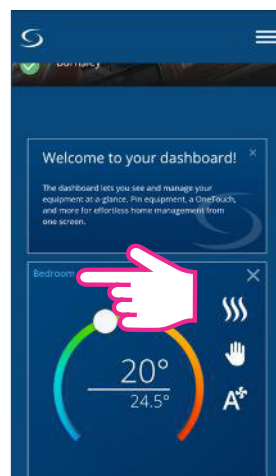 Burnsley
Welcome to your dashboard!
The dashboard lets you see and manage your
equipment at a glance. Pin equipment, a OneTouch,
and more for effortless home management from
one screen.
Bedroom
20°
24.5°
A